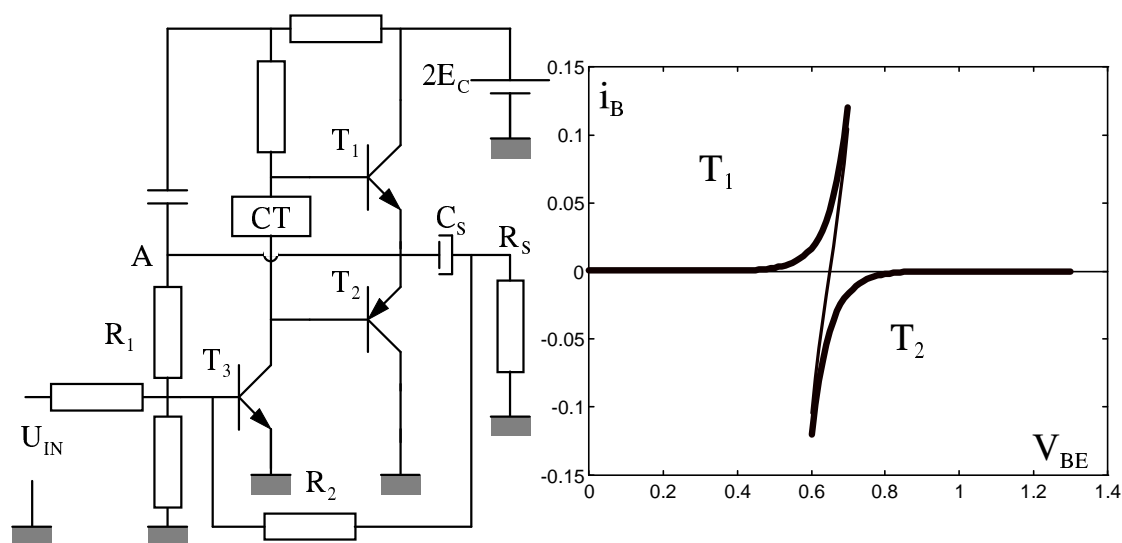 2E_C
T_1
CT
C_S
R_S
A
T_2
R_1
T_3
U_IN
R_2
0.15
i_B
0.1
T_1
0.05
0
-0.05
T_2
-0.1
V_BE
-0.15
0 0.2 0.4 0.6 0.8 1 1.2 1.4